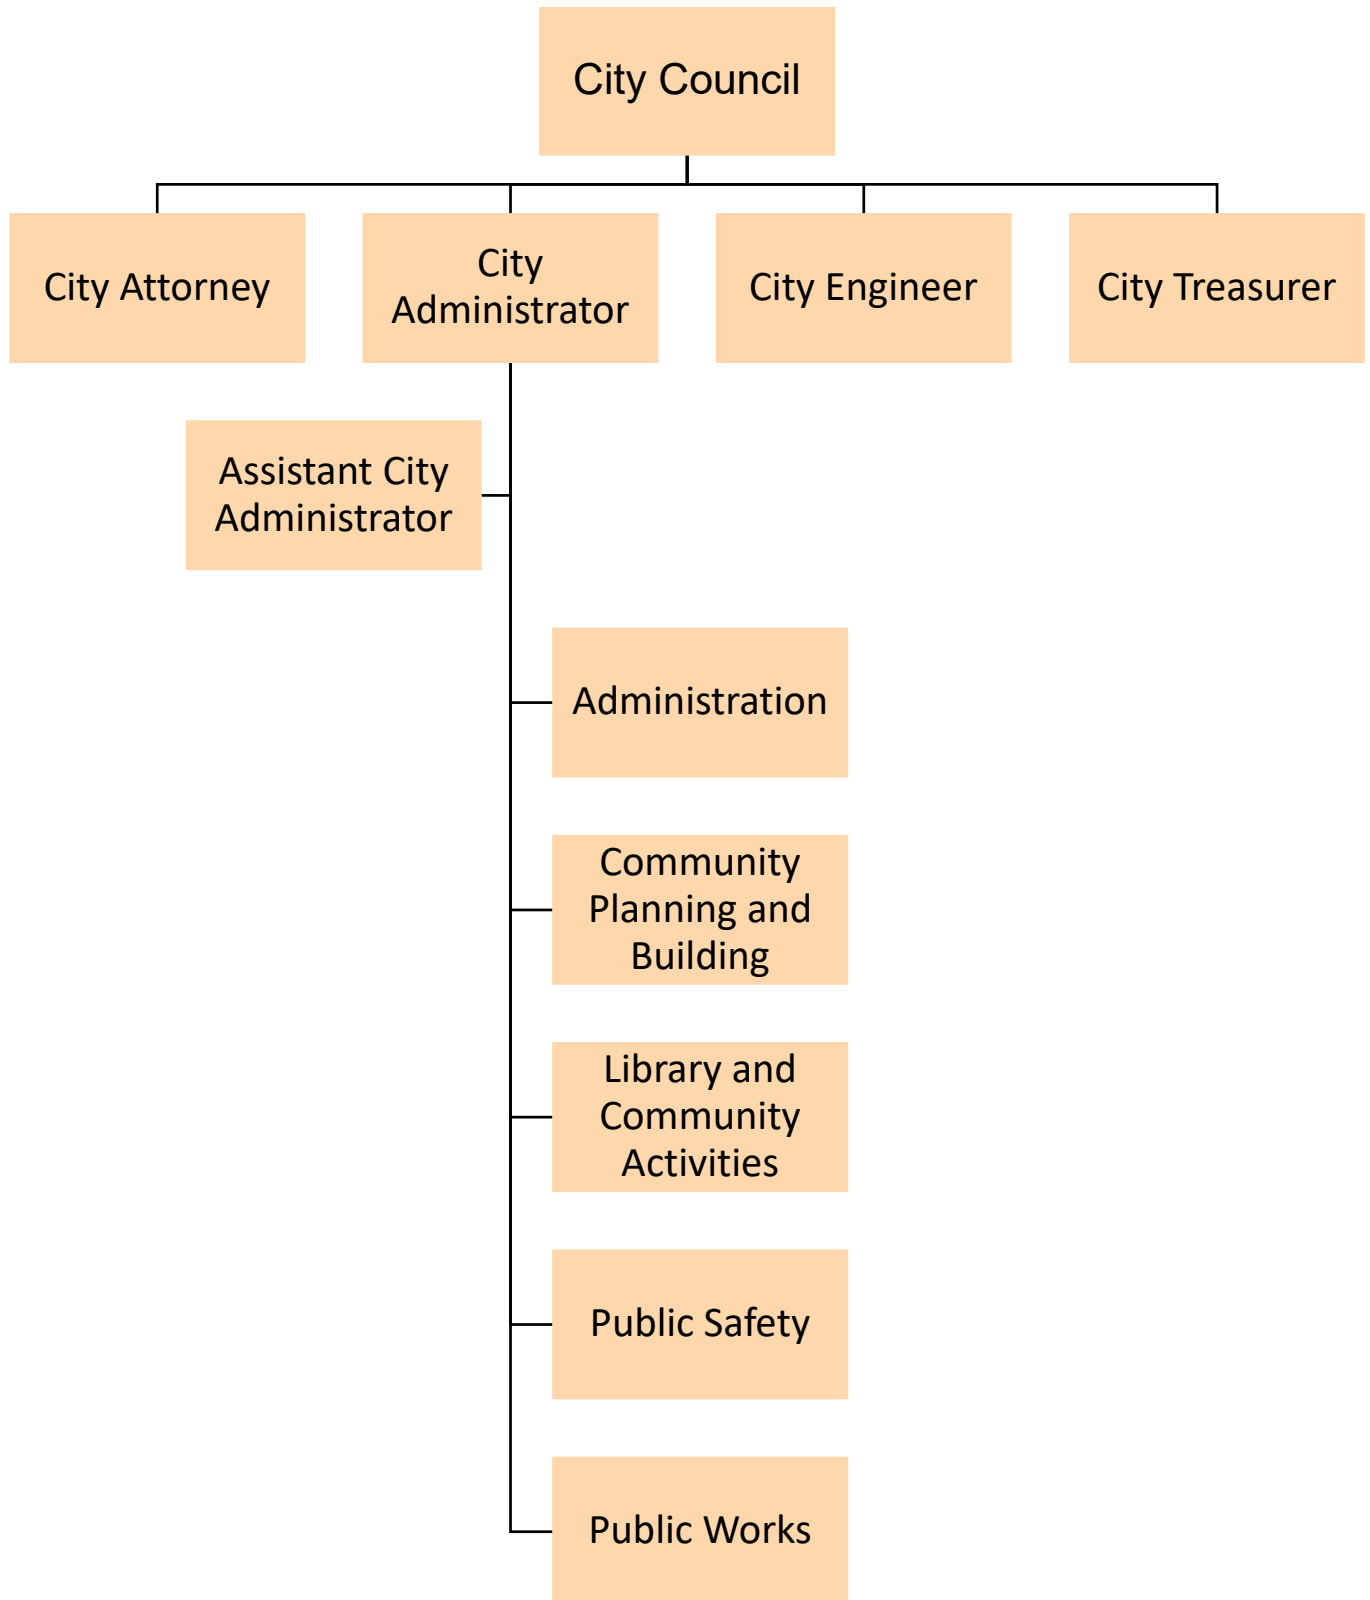 City Council
City Attorney
City
Administrator
City Engineer
City Treasurer
Assistant City
Administrator
Administration
Community
Planning and
Building
Library and
Community
Activities
Public Safety
Public Works